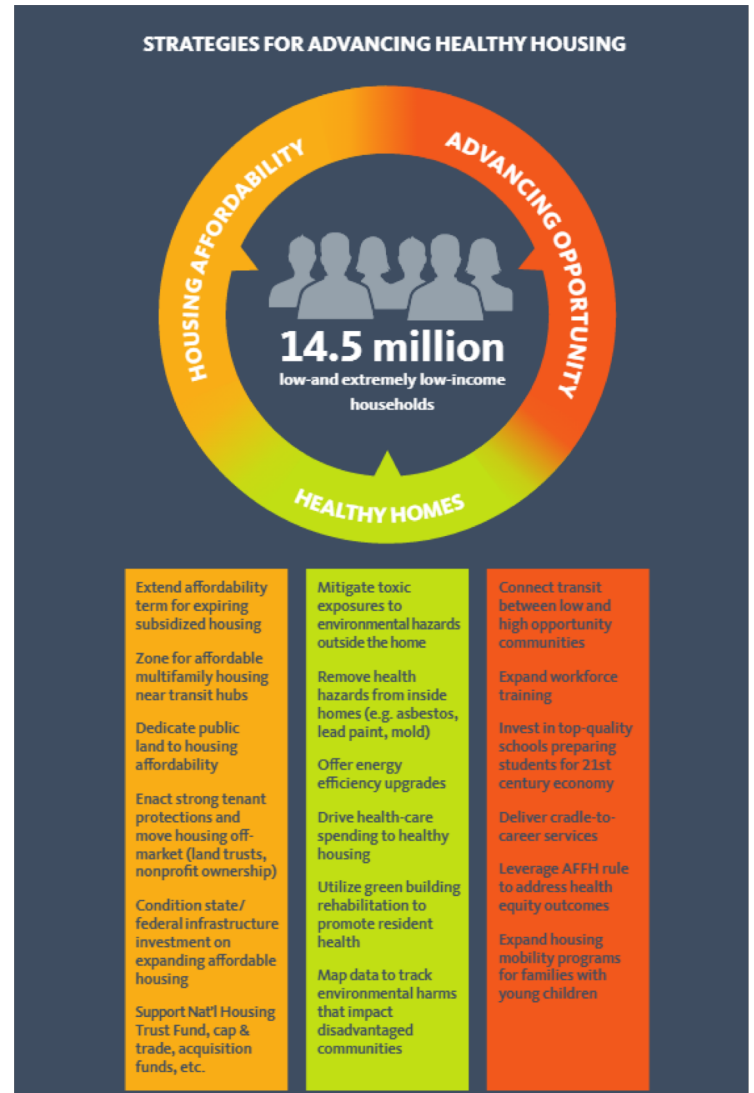 STRATEGIES FOR ADVANCING HEALTHY HOUSING
HOUSING AFFORDABILITY
ADVANCING OPPORTUNITY
14.5 million
low-and extremely low-income
households
HEALTHY HOMES
Extend affordability
term for expiring
subsidized housing
Zone for affordable
multifamily housing
near transit hubs
Dedicate public
land to housing
affordability
Enact strong tenant
protections and
move housing off-
market (land trusts,
nonprofit ownership)
Condition state/
federal infrastructure
investment on
expanding affordable
housing
Support Nat'l Housing
Trust Fund, cap &
trade, acquisition
funds, etc.
Mitigate toxic
exposures to
environmental hazards
outside the home
Remove health
hazards from inside
homes (e.g. asbestos,
lead paint, mold)
Offer energy
efficiency upgrades
Drive health-care
spending to healthy
housing
Utilize green building
rehabilitation to
promote resident
health
Map data to track
environmental harms
that impact
disadvantaged
communities
Connect transit
between low and
high opportunity
communities
Expand workforce
training
Invest in top-quality
schools preparing
students for 21st
century economy
Deliver cradle-to-
career services
Leverage AFFH rule
to address health
equity outcomes
Expand housing
mobility programs
for families with
young children